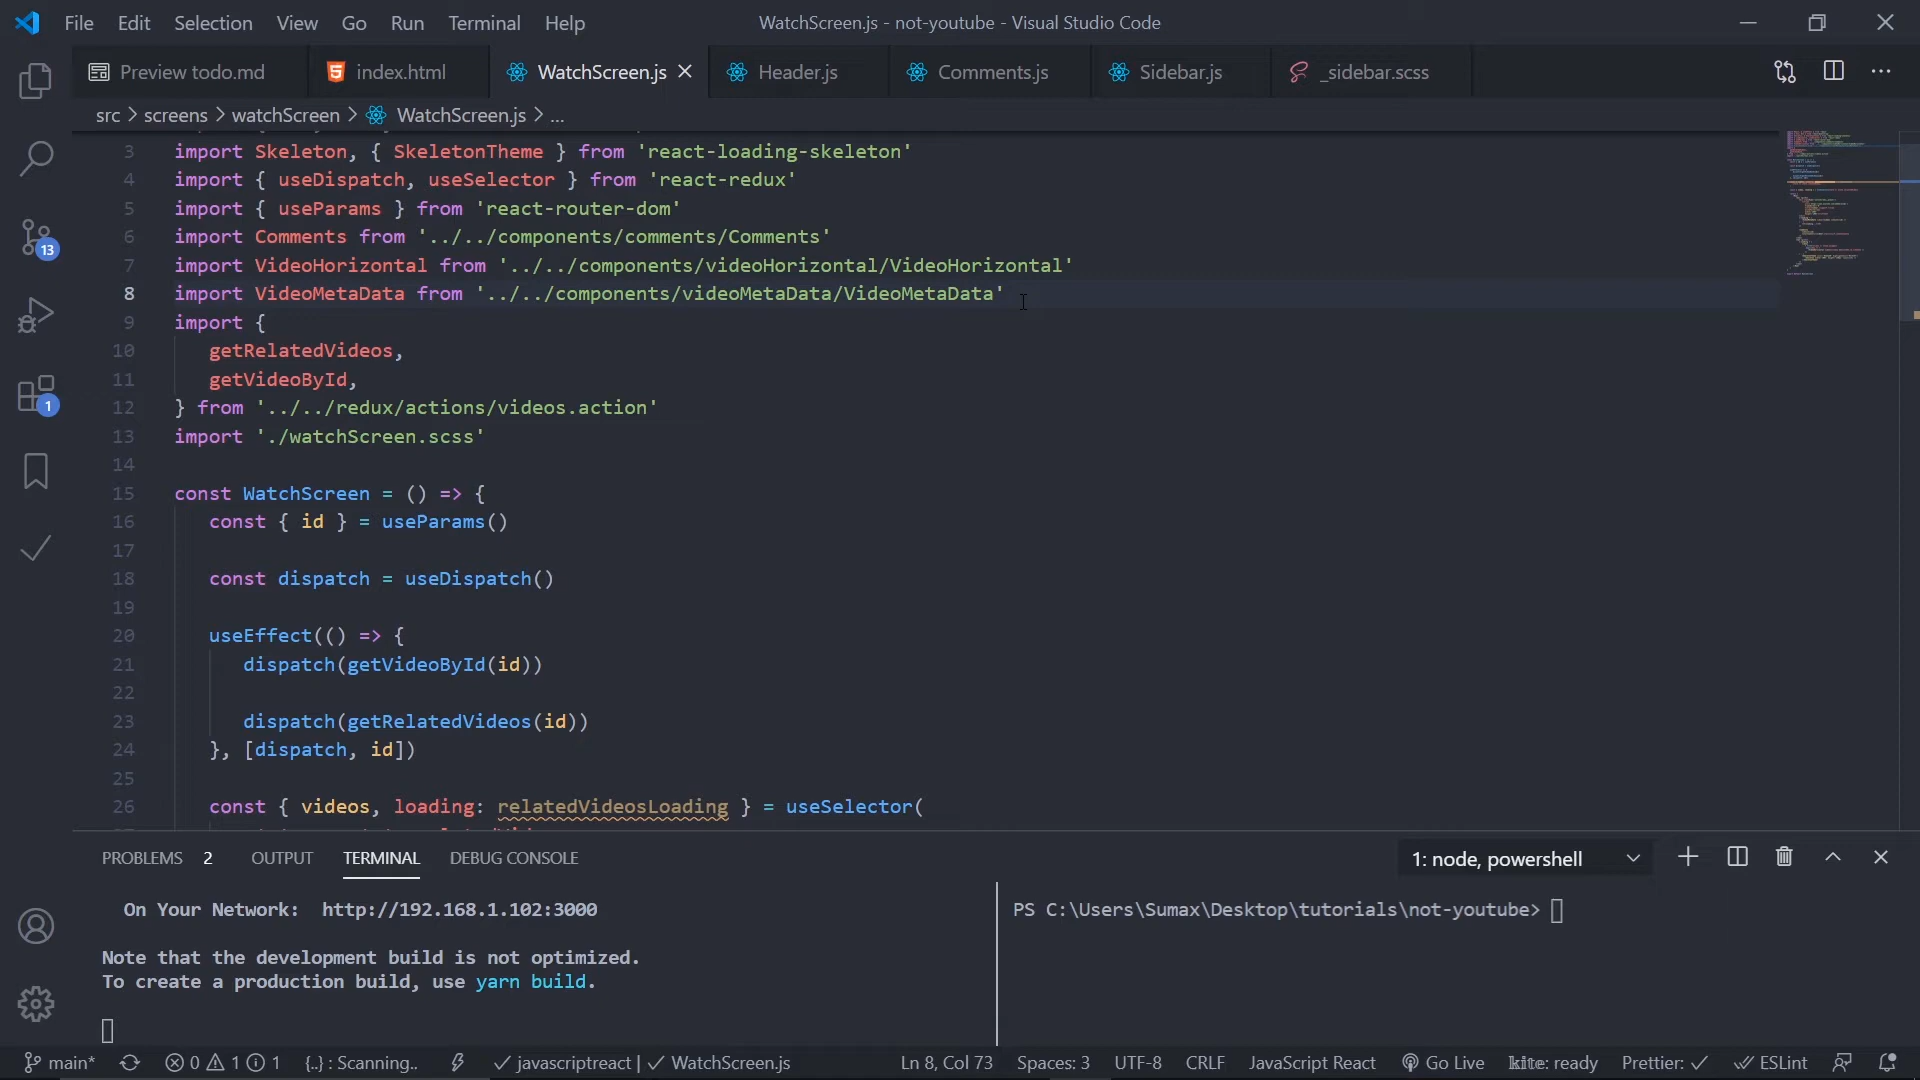 File Edit Selection View Go Run Terminal Help WatchScreen.js - not-youtube - Visual Studio Code
Preview todo.md index.html WatchScreen.js Header.js Comments.js Sidebar.js _sidebar.scss
src > screens > watchScreen > WatchScreen.js > ...
3 import Skeleton, { SkeletonTheme } from 'react-loading-skeleton'
4 import { useDispatch, useSelector } from 'react-redux'
5 import { useParams } from 'react-router-dom'
6 import Comments from '../../components/comments/Comments'
7 import VideoHorizontal from '../../components/videoHorizontal/VideoHorizontal'
8 import VideoMetaData from '../../components/videoMetaData/VideoMetaData'
9 import {
10 getRelatedVideos,
11 getVideoById,
12 } from '../../redux/actions/videos.action'
13 import './watchScreen.scss'
14
15 const WatchScreen = () => {
16 const { id } = useParams()
17
18 const dispatch = useDispatch()
19
20 useEffect(() => {
21 dispatch(getVideoById(id))
22
23 dispatch(getRelatedVideos(id))
24 }, [dispatch, id])
25
26 const { videos, loading: relatedVideosLoading } = useSelector(
13
1
PROBLEMS 2 OUTPUT TERMINAL DEBUG CONSOLE 1: node, powershell
On Your Network: http://192.168.1.102:3000
Note that the development build is not optimized.
To create a production build, use yarn build.
PS C:\Users\Sumax\Desktop\tutorials\not-youtube>
main* 0 1 1 {..} : Scanning.. javascriptreact | WatchScreen.js Ln 8, Col 73 Spaces: 3 UTF-8 CRLF JavaScript React Go Live kite: ready Prettier: ESLint